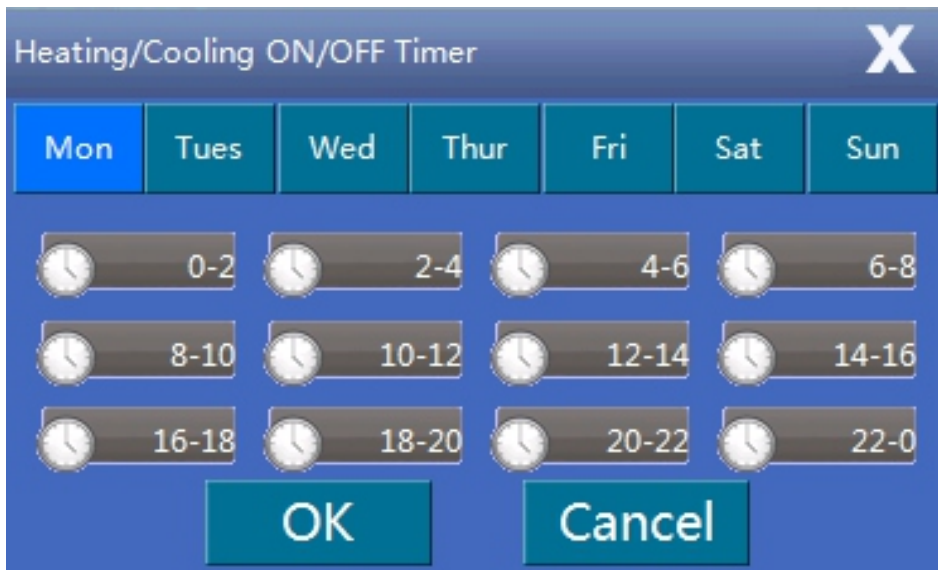 Heating/Cooling ON/OFF Timer X
Mon Tues Wed Thur Fri Sat Sun
0-2 2-4 4-6 6-8
8-10 10-12 12-14 14-16
16-18 18-20 20-22 22-0
OK Cancel